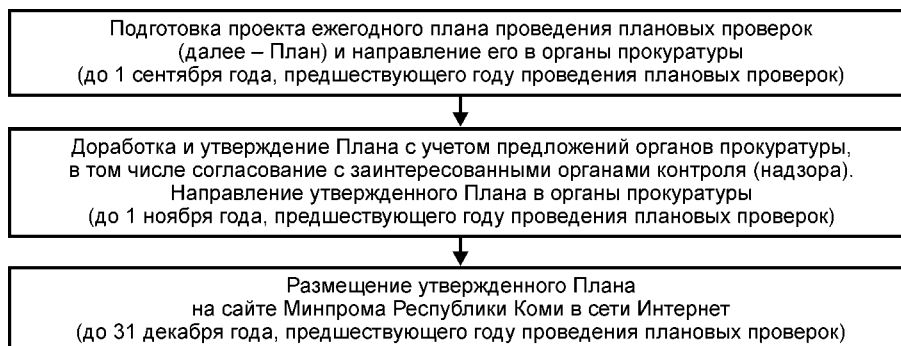 Подготовка проекта ежегодного плана проведения плановых проверок
(далее – План) и направление его в органы прокуратуры
(до 1 сентября года, предшествующего году проведения плановых проверок)
Доработка и утверждение Плана с учетом предложений органов прокуратуры,
в том числе согласование с заинтересованными органами контроля (надзора).
Направление утвержденного Плана в органы прокуратуры
(до 1 ноября года, предшествующего году проведения плановых проверок)
Размещение утвержденного Плана
на сайте Минпрома Республики Коми в сети Интернет
(до 31 декабря года, предшествующего году проведения плановых проверок)